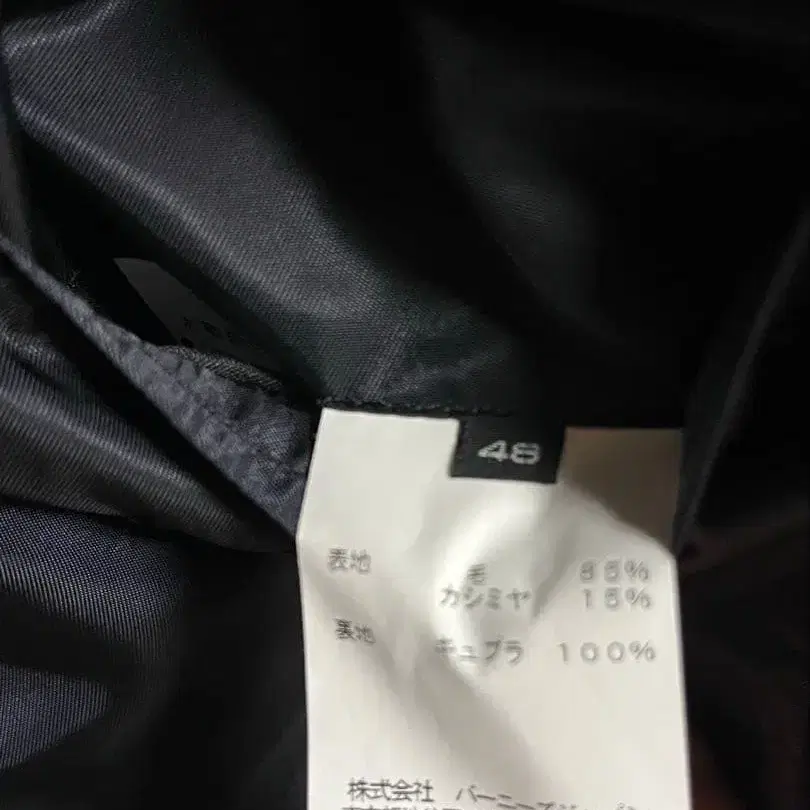 48
表地 毛 85%
カシミヤ 15%
裏地 キュプラ 100%
株式会社 バーニーズジャパン